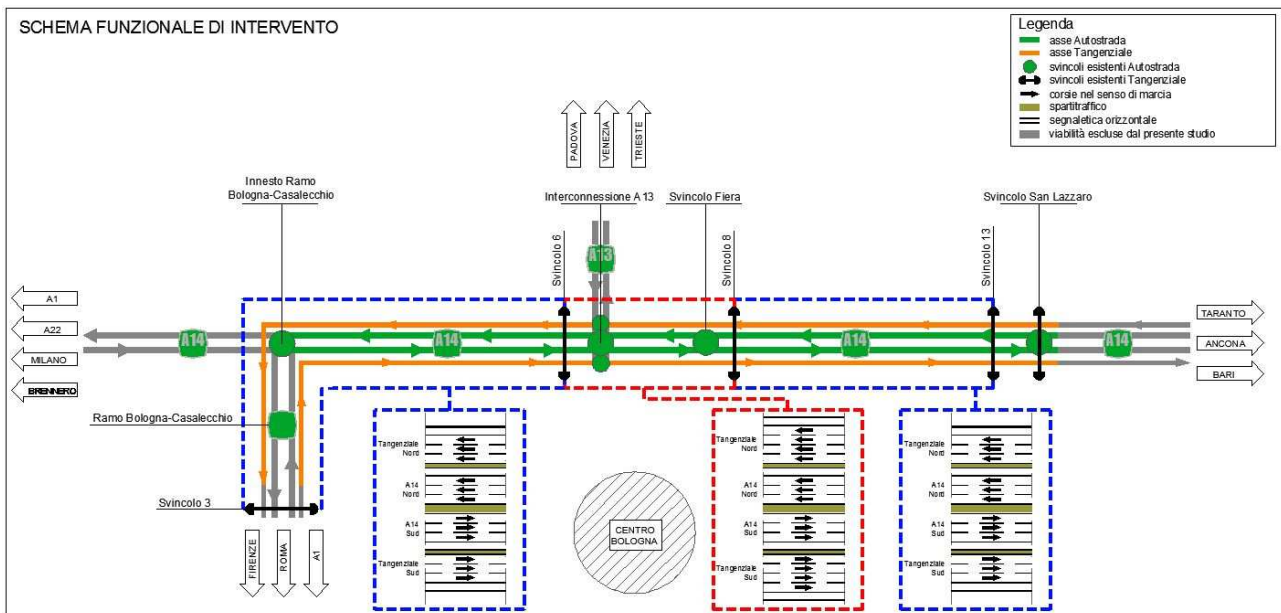 SCHEMA FUNZIONALE DI INTERVENTO
Legenda
asse Autostrada
asse Tangenziale
svincoli esistenti Autostrada
svincoli esistenti Tangenziale
corsie nel senso di marcia
spartitraffico
segnaletica orizzontale
viabilità escluse dal presente studio
PADOVA
VENEZIA
TRIESTE
Innesto Ramo
Bologna-Casalecchio
Interconnessione A13
Svincolo Fiera
Svincolo San Lazzaro
Svincolo 6
A13
Svincolo 8
Svincolo 13
A1
A22
MILANO
BRENNERO
A14
A14
A14
A14
TARANTO
ANCONA
BARI
Ramo Bologna-Casalecchio
Svincolo 3
FIRENZE
ROMA
A1
Tangenziale
Nord
A14
Nord
A14
Sud
Tangenziale
Sud
CENTRO
BOLOGNA
Tangenziale
Nord
A14
Nord
A14
Sud
Tangenziale
Sud
Tangenziale
Nord
A14
Nord
A14
Sud
Tangenziale
Sud